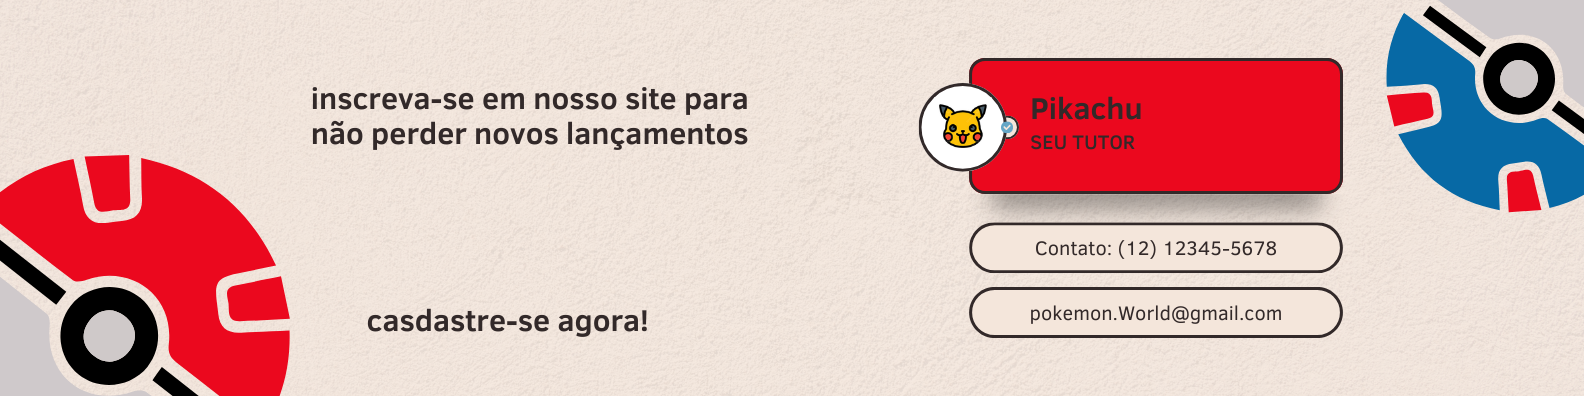 inscreva-se em nosso site para
não perder novos lançamentos
casdastre-se agora!
Pikachu
SEU TUTOR
Contato: (12) 12345-5678
pokemon.World@gmail.com